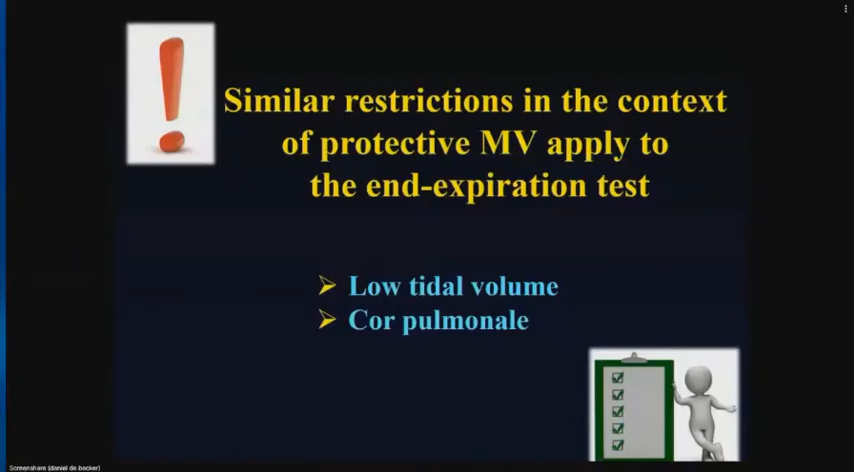 Similar restrictions in the context
of protective MV apply to
the end-expiration test
Low tidal volume
Cor pulmonale
Screenshare (daniel de backer)